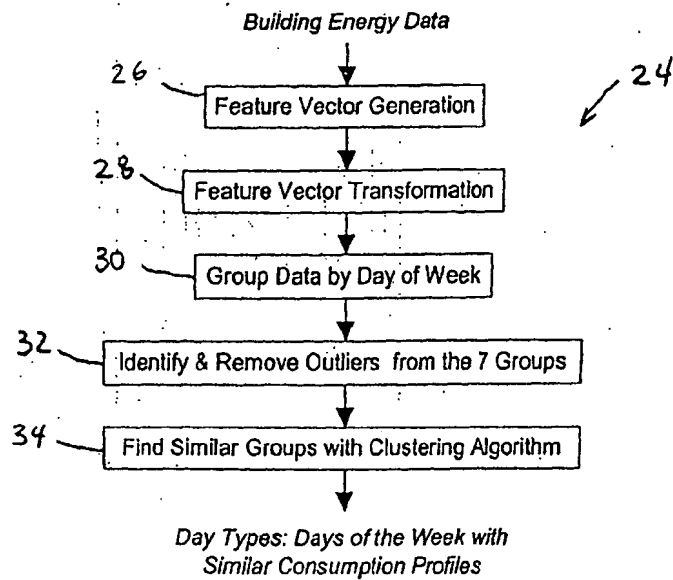 Building Energy Data
26
24
Feature Vector Generation
28
Feature Vector Transformation
30
Group Data by Day of Week
32
Identify & Remove Outliers from the 7 Groups
34
Find Similar Groups with Clustering Algorithm
Day Types: Days of the Week with
Similar Consumption Profiles